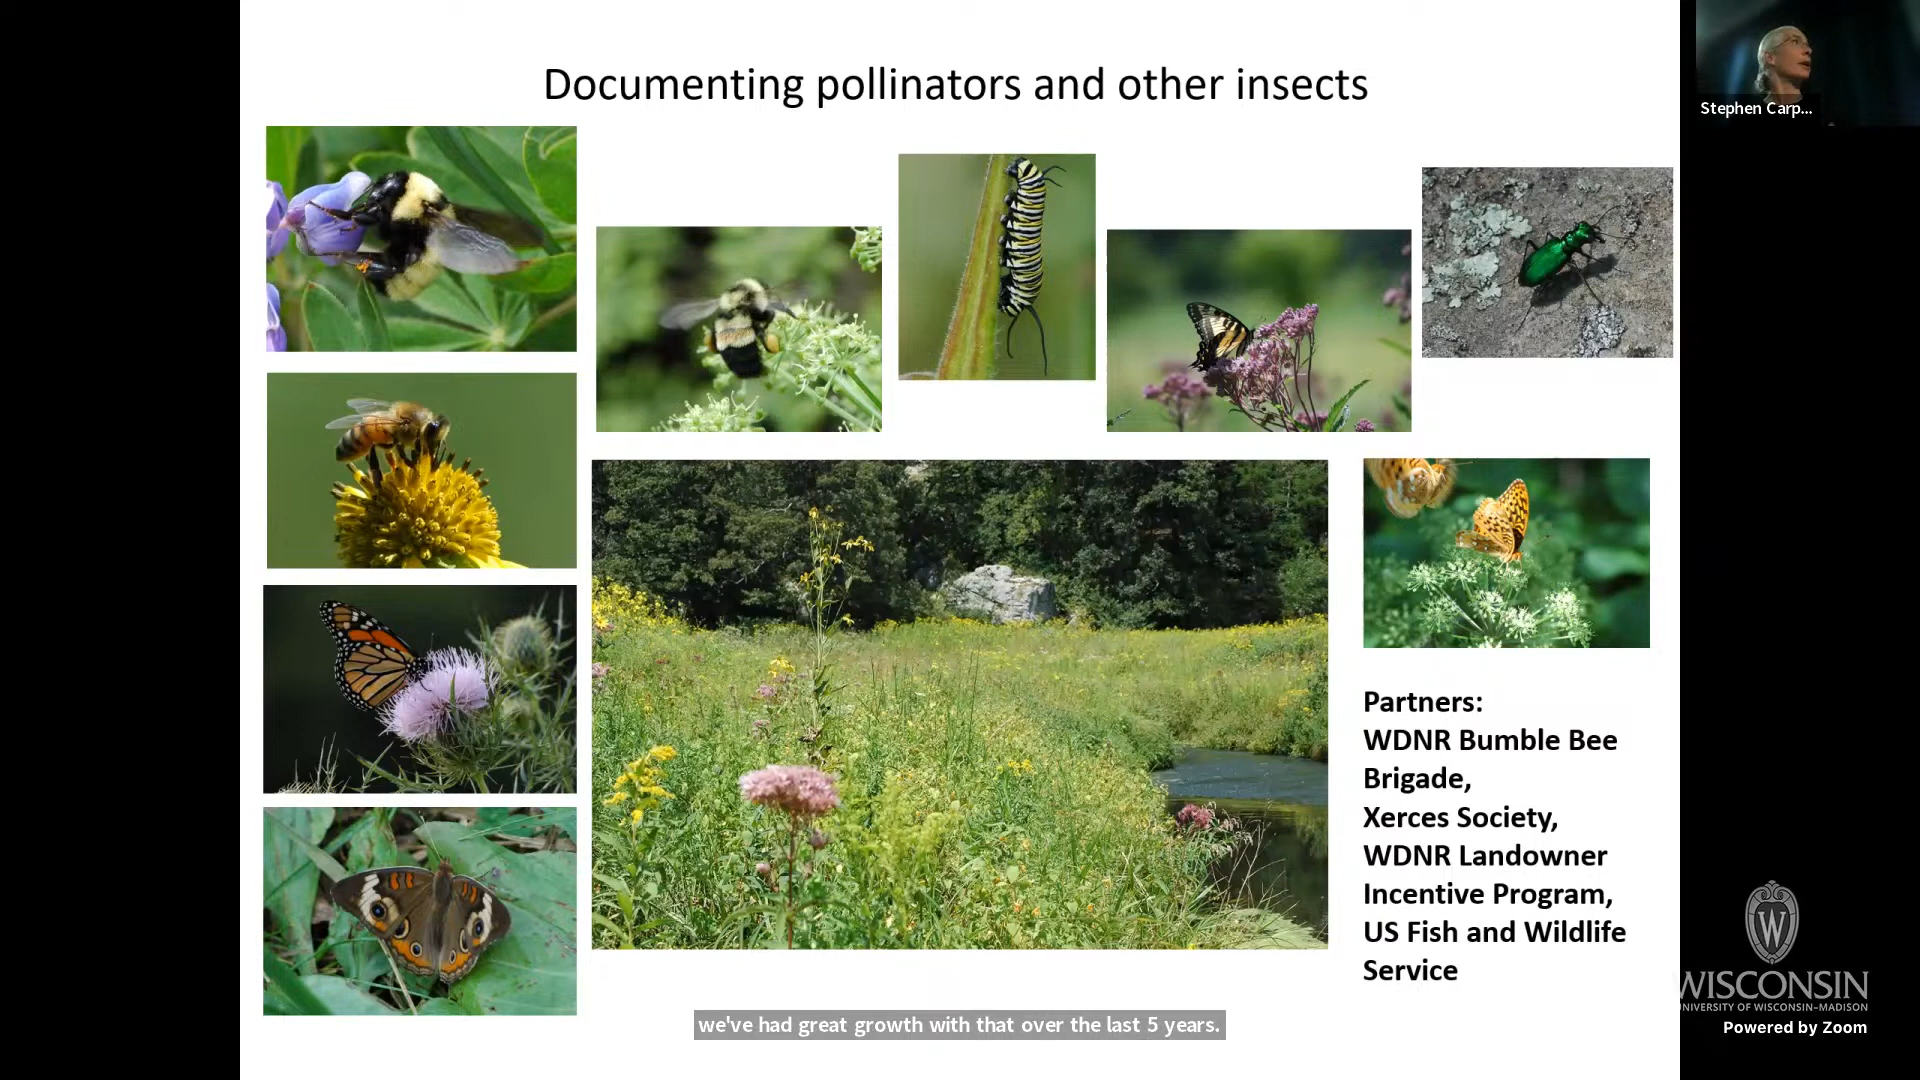 Documenting pollinators and other insects
Stephen Carp...
Partners:
WDNR Bumble Bee
Brigade,
Xerces Society,
WDNR Landowner
Incentive Program,
US Fish and Wildlife
Service
we've had great growth with that over the last 5 years.
W
WISCONSIN
UNIVERSITY OF WISCONSIN–MADISON
Powered by Zoom